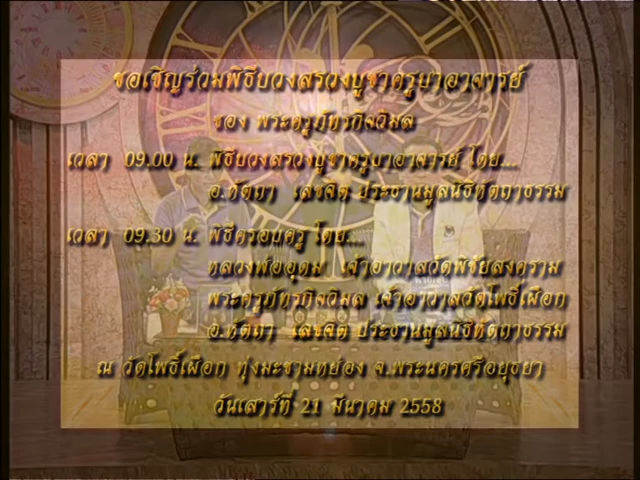 ขอเชิญร่วมพิธีบวงสรวงบูชาครูบาอาจารย์
ของ พระครูภัทรกิจวิมล
เวลา 09.00 น. พิธีบวงสรวงบูชาครูบาอาจารย์ โดย...
อ.หัตถา เลขจิต ประธานมูลนิธิหัตถาธรรม
เวลา 09.30 น. พิธีครอบครู โดย...
หลวงพ่ออุดม เจ้าอาวาสวัดพิชัยสงคราม
พระครูภัทรกิจวิมล เจ้าอาวาสวัดโพธิ์เผือก
อ.หัตถา เลขจิต ประธานมูลนิธิหัตถาธรรม
ณ วัดโพธิ์เผือก ทุ่งมะขามหย่อง จ.พระนครศรีอยุธยา
วันเสาร์ที่ 21 มีนาคม 2558